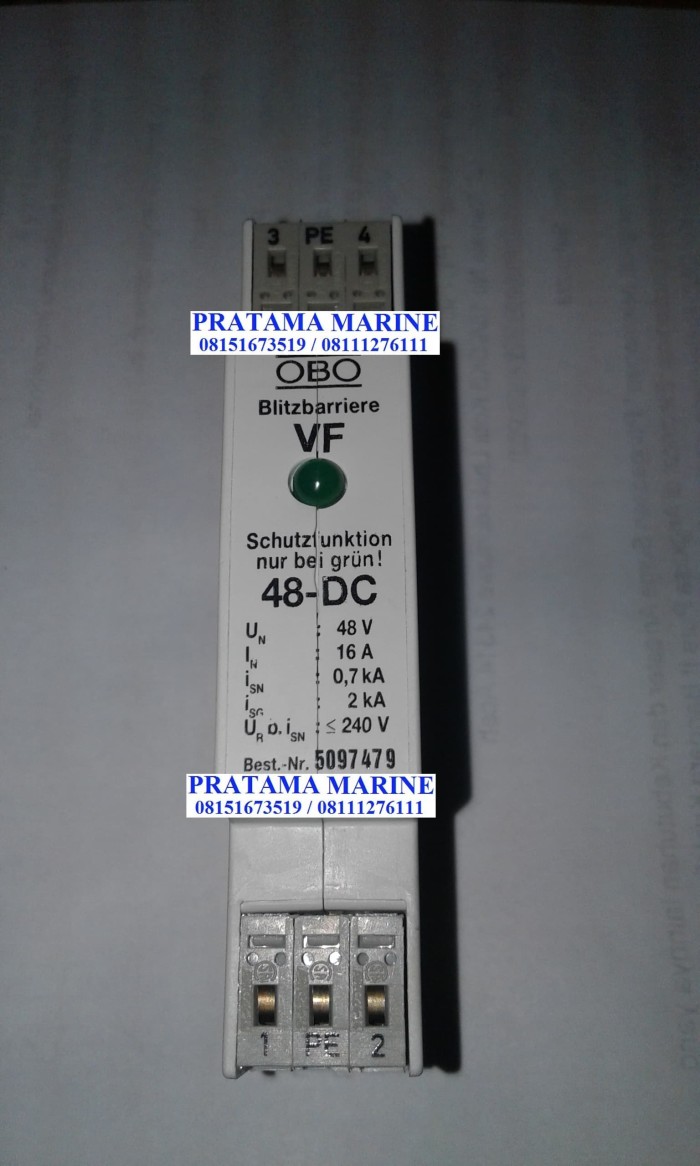 3 PE 4
PRATAMA MARINE
08151673519 / 08111276111
OBO
Blitzbarriere
VF
Schutzfunktion
nur bei grün!
48-DC
UN : 48 V
IN : 16 A
iSN : 0,7 kA
iSG : 2 kA
UR b. iSN : ≤ 240 V
Best.-Nr. 5097479
PRATAMA MARINE
08151673519 / 08111276111
1 PE 2